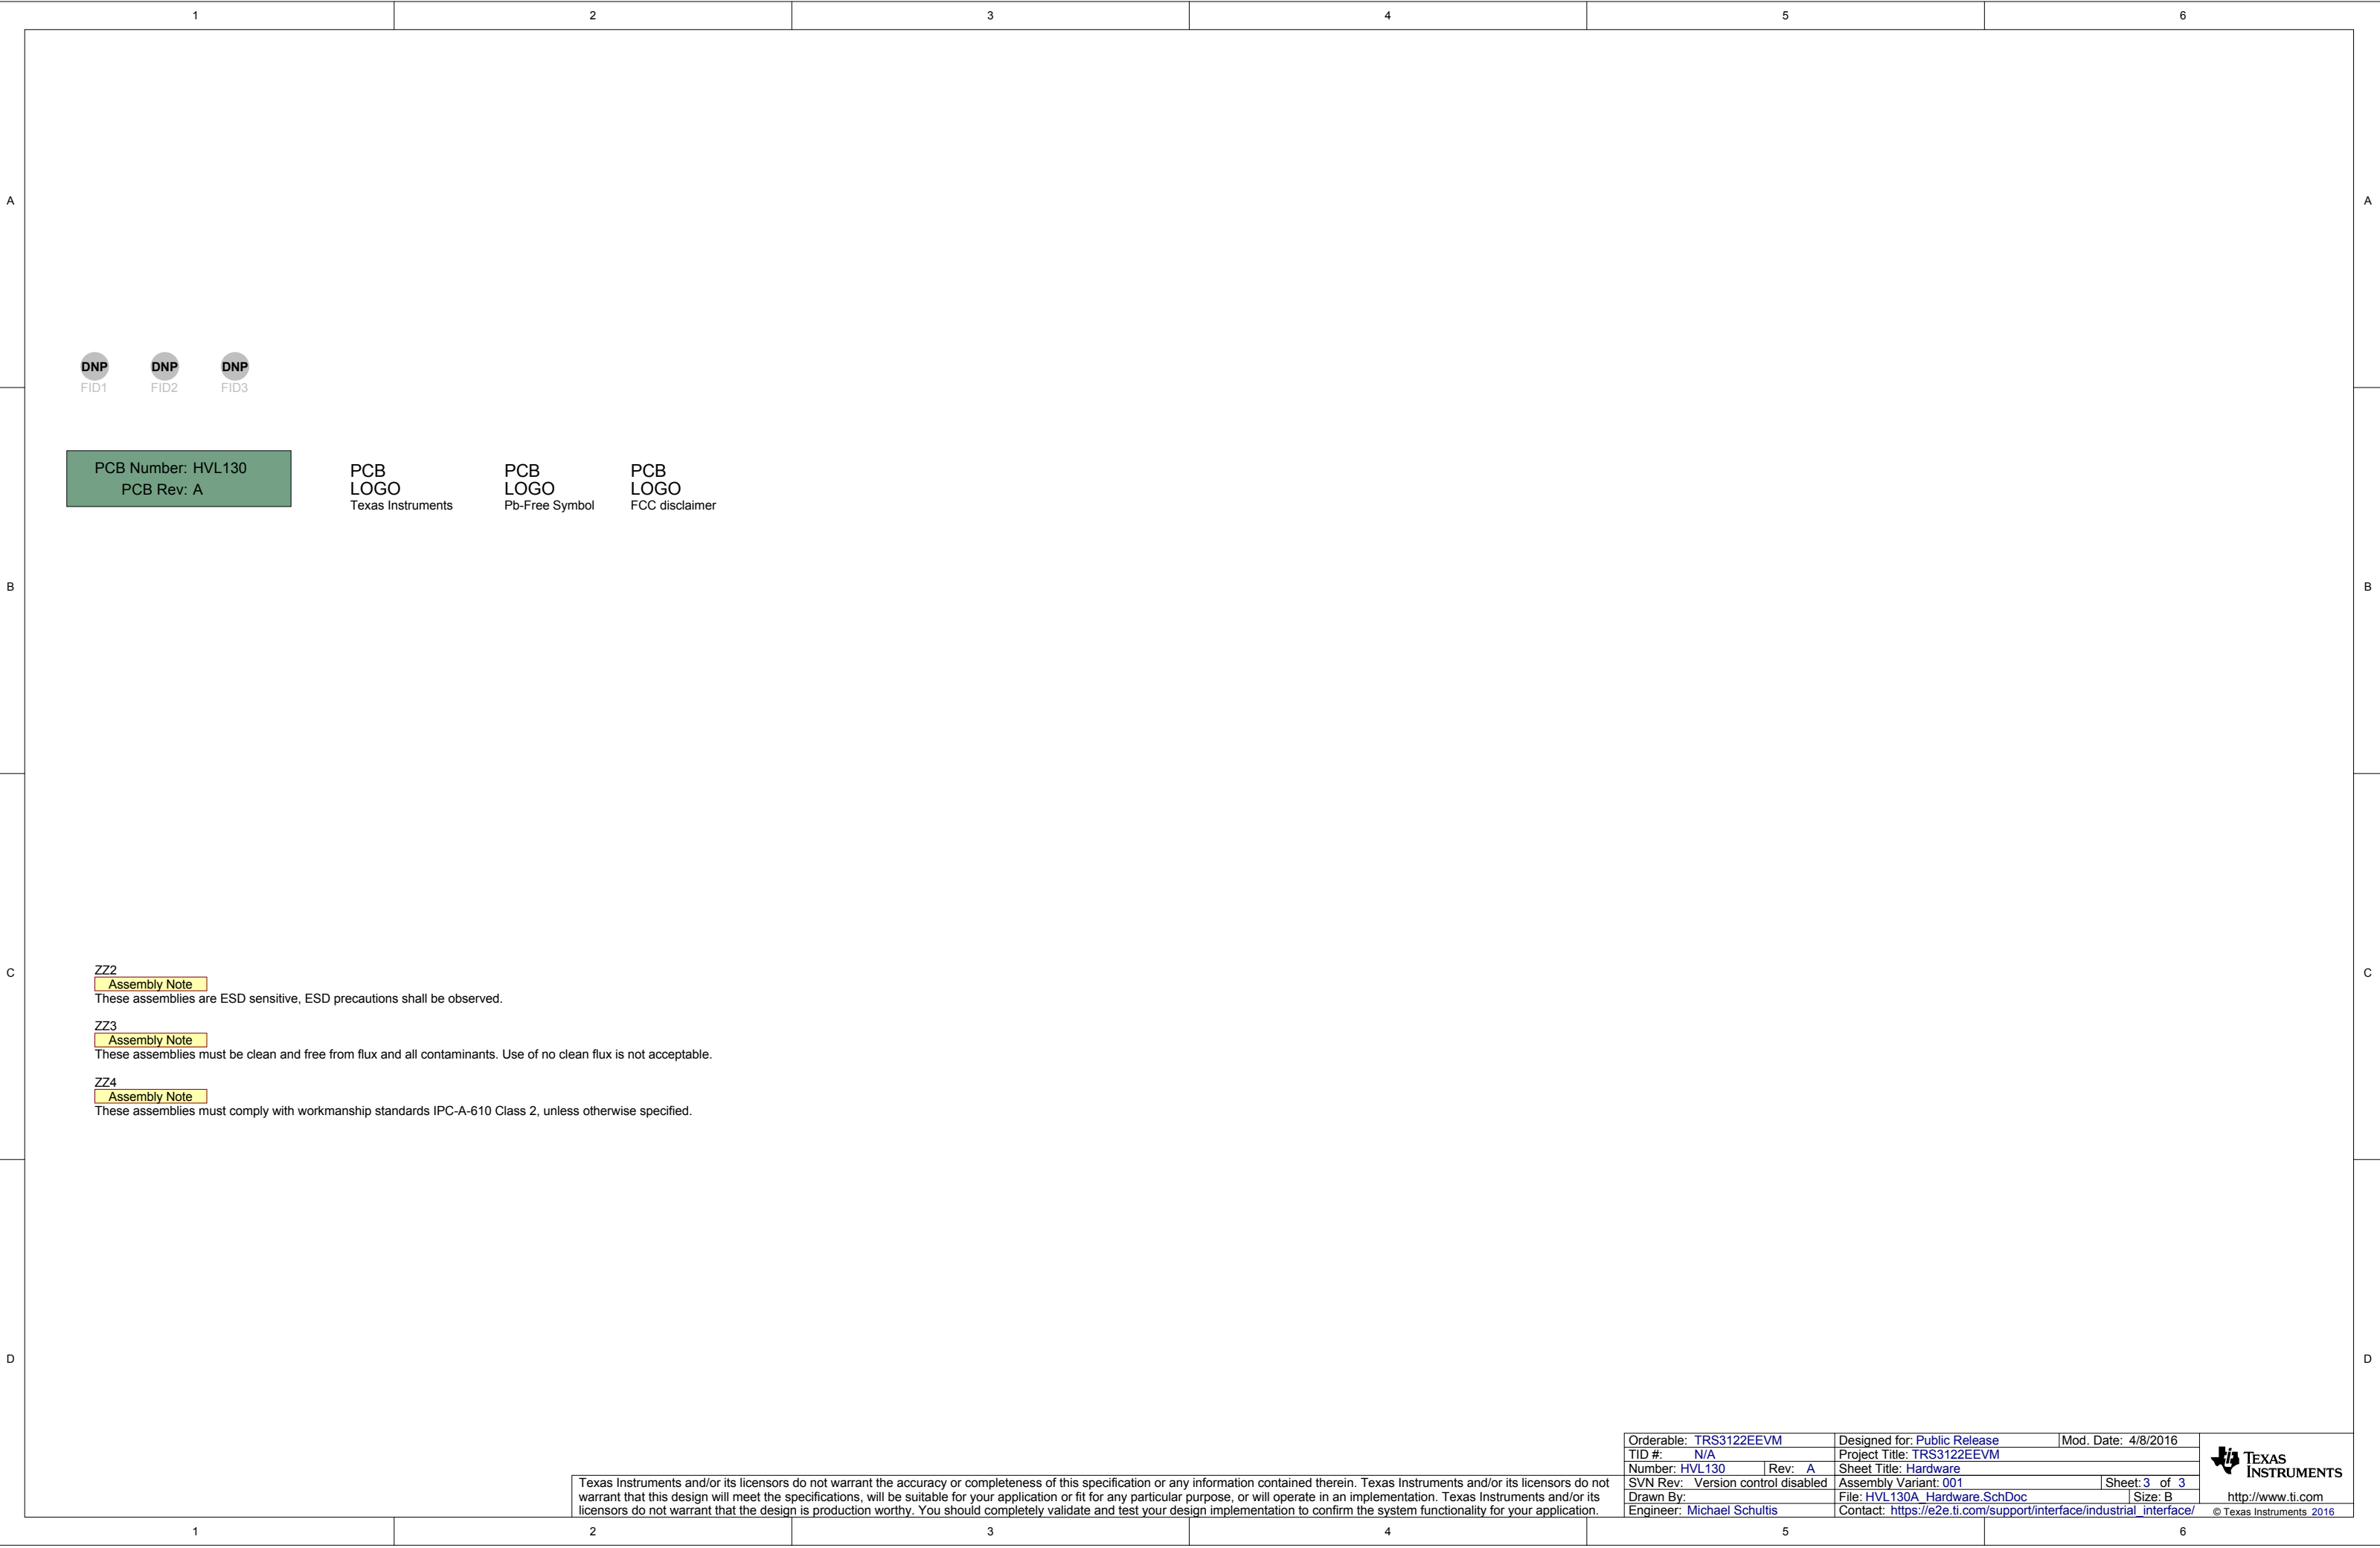 1 2 3 4 5 6
A A
DNP DNP DNP
FID1 FID2 FID3
PCB Number: HVL130
PCB Rev: A
PCB
LOGO
Texas Instruments
PCB
LOGO
Pb-Free Symbol
PCB
LOGO
FCC disclaimer
B B
C C
ZZ2
Assembly Note
These assemblies are ESD sensitive, ESD precautions shall be observed.
ZZ3
Assembly Note
These assemblies must be clean and free from flux and all contaminants. Use of no clean flux is not acceptable.
ZZ4
Assembly Note
These assemblies must comply with workmanship standards IPC-A-610 Class 2, unless otherwise specified.
D D
Texas Instruments and/or its licensors do not warrant the accuracy or completeness of this specification or any information contained therein. Texas Instruments and/or its licensors do not
warrant that this design will meet the specifications, will be suitable for your application or fit for any particular purpose, or will operate in an implementation. Texas Instruments and/or its
licensors do not warrant that the design is production worthy. You should completely validate and test your design implementation to confirm the system functionality for your application.
Orderable: TRS3122EEVM Designed for: Public Release Mod. Date: 4/8/2016
TID #: N/A Project Title: TRS3122EEVM
Number: HVL130 Rev: A Sheet Title: Hardware
SVN Rev: Version control disabled Assembly Variant: 001 Sheet: 3 of 3
Drawn By: File: HVL130A_Hardware.SchDoc Size: B
Engineer: Michael Schultis Contact: https://e2e.ti.com/support/interface/industrial_interface/
TEXAS
INSTRUMENTS
http://www.ti.com
© Texas Instruments 2016
1 2 3 4 5 6